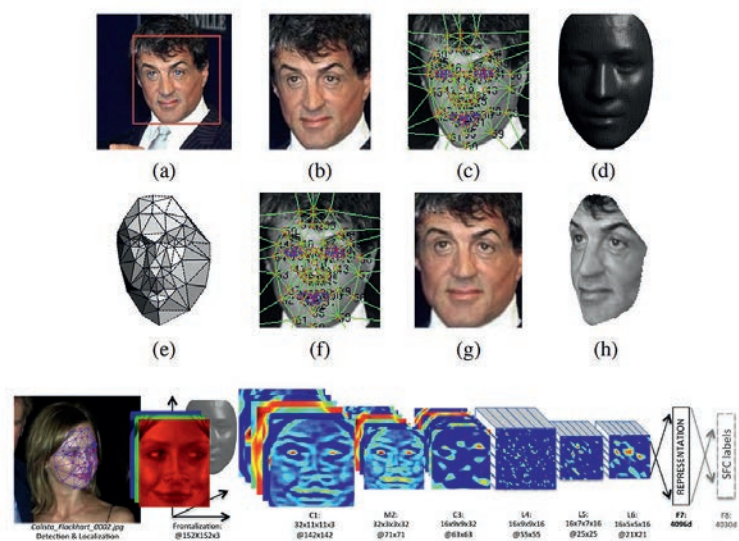 (a) (b) (c) (d)
(e) (f) (g) (h)
REPRESENTATION
SFC labels
Calista_Flockhart_0002.jpg
Detection & Localization
Frontalization:
@152X152x3
C1:
32x11x11x3
@142x142
M2:
32x3x3x32
@71x71
C3:
16x9x9x32
@63x63
L4:
16x9x9x16
@55x55
L5:
16x7x7x16
@25x25
L6:
16x5x5x16
@21X21
F7:
4096d
F8:
4030d